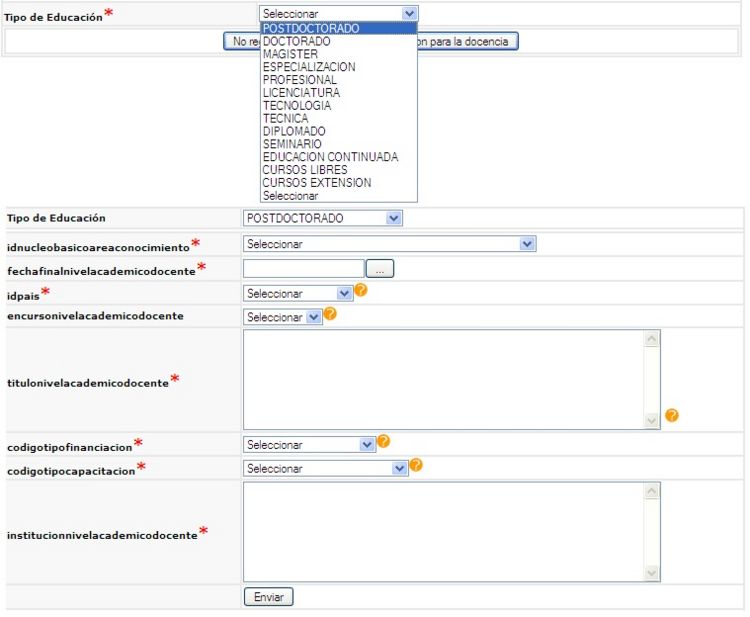 Tipo de Educación* Seleccionar
POSTDOCTORADO
No re on para la docencia
DOCTORADO
MAGISTER
ESPECIALIZACION
PROFESIONAL
LICENCIATURA
TECNOLOGIA
TECNICA
DIPLOMADO
SEMINARIO
EDUCACION CONTINUADA
CURSOS LIBRES
CURSOS EXTENSION
Seleccionar
Tipo de Educación POSTDOCTORADO
idnucleobasicoareaconocimiento* Seleccionar
fechafinalnivelacademicodocente* ...
idpais* Seleccionar ?
encursonivelacademicodocente Seleccionar ?
titulonivelacademicodocente* ?
codigotipofinanciacion* Seleccionar ?
codigotipocapacitacion* Seleccionar ?
institucionnivelacademicodocente*
Enviar